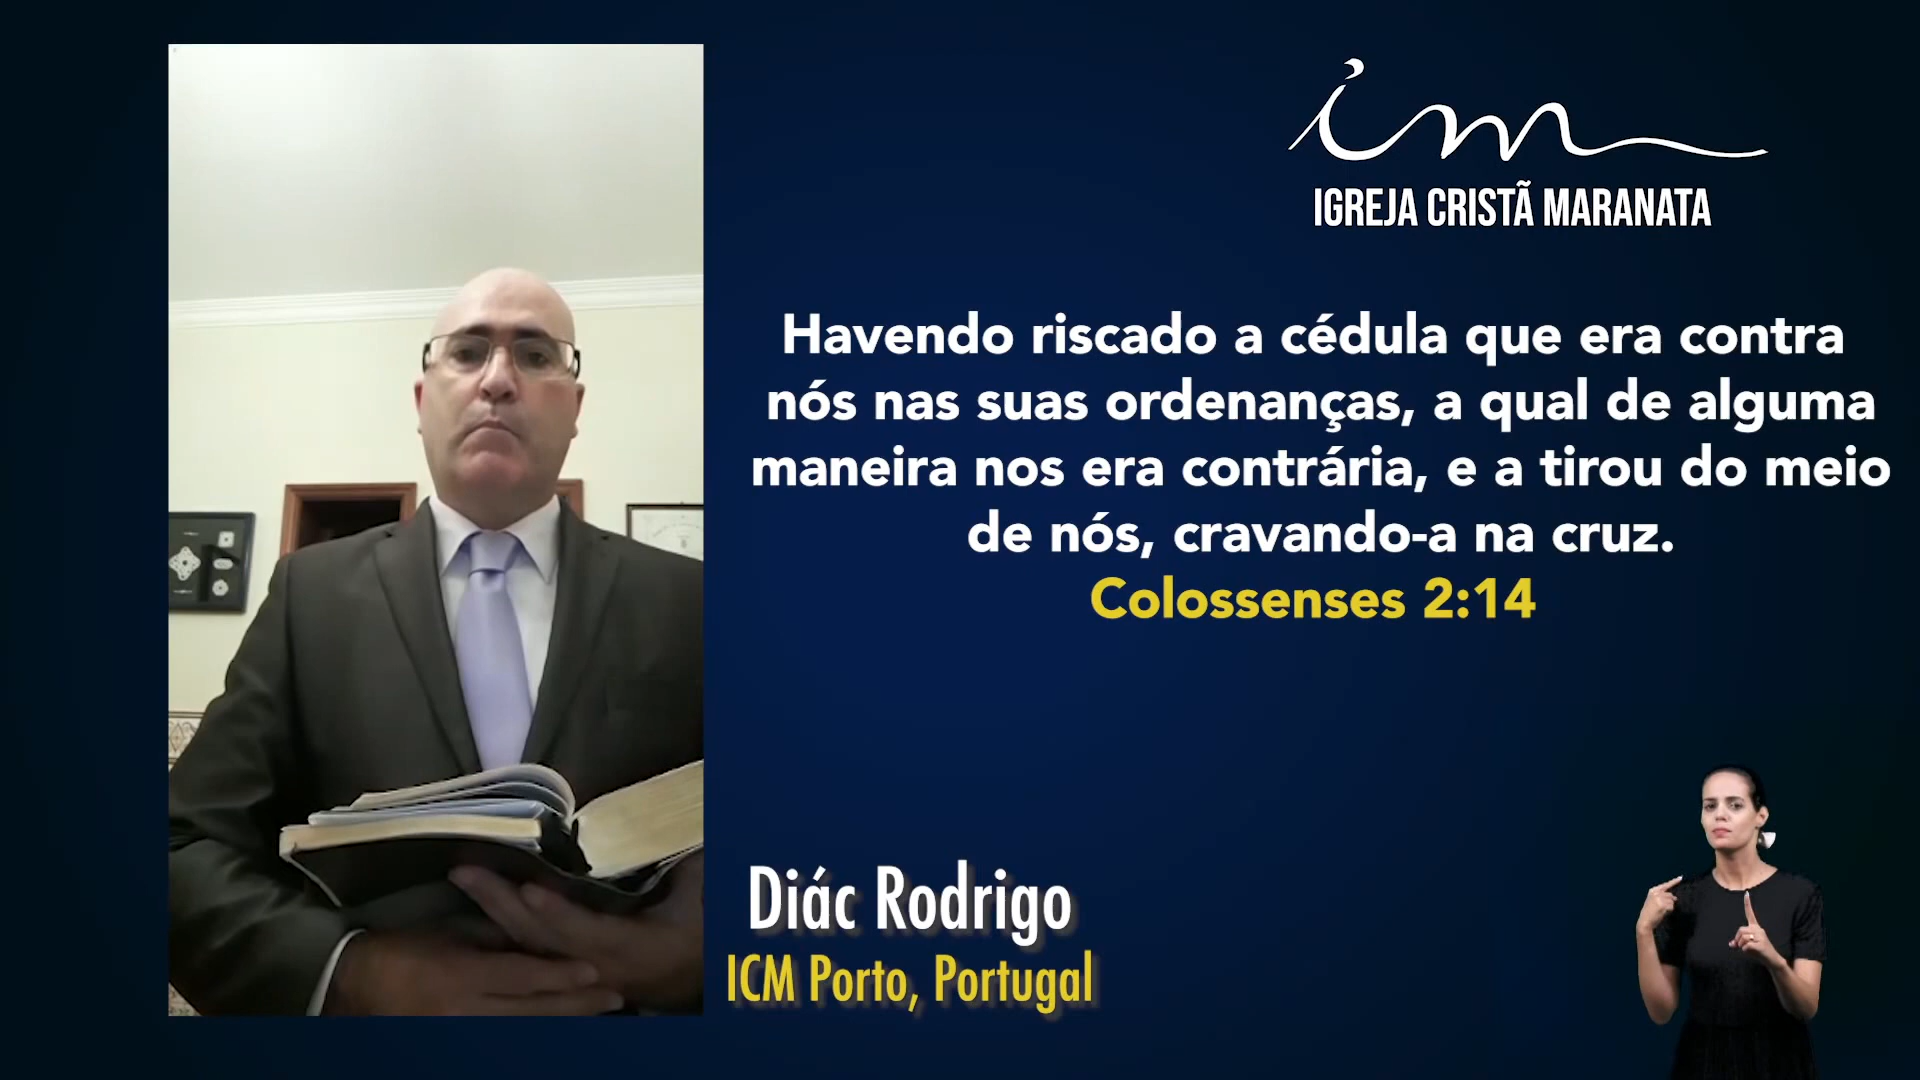 icm
IGREJA CRISTÃ MARANATA
Havendo riscado a cédula que era contra
nós nas suas ordenanças, a qual de alguma
maneira nos era contrária, e a tirou do meio
de nós, cravando-a na cruz.
Colossenses 2:14
Diác Rodrigo
ICM Porto, Portugal